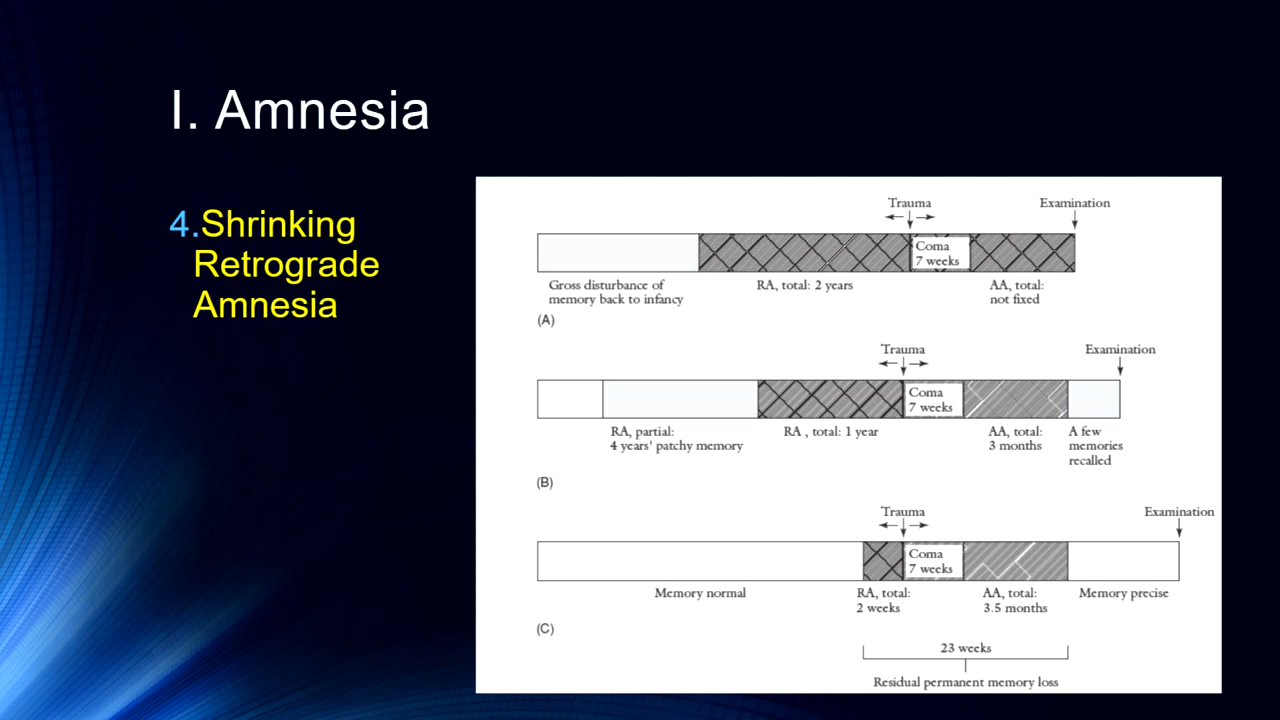 I. Amnesia
4.Shrinking
Retrograde
Amnesia
Trauma
Examination
Coma
7 weeks
Gross disturbance of
memory back to infancy
RA, total: 2 years
AA, total:
not fixed
(A)
Trauma
Examination
Coma
7 weeks
RA, partial:
4 years' patchy memory
RA , total: 1 year
AA, total:
3 months
A few
memories
recalled
(B)
Trauma
Examination
Coma
7 weeks
Memory normal
RA, total:
2 weeks
AA, total:
3.5 months
Memory precise
(C)
23 weeks
Residual permanent memory loss